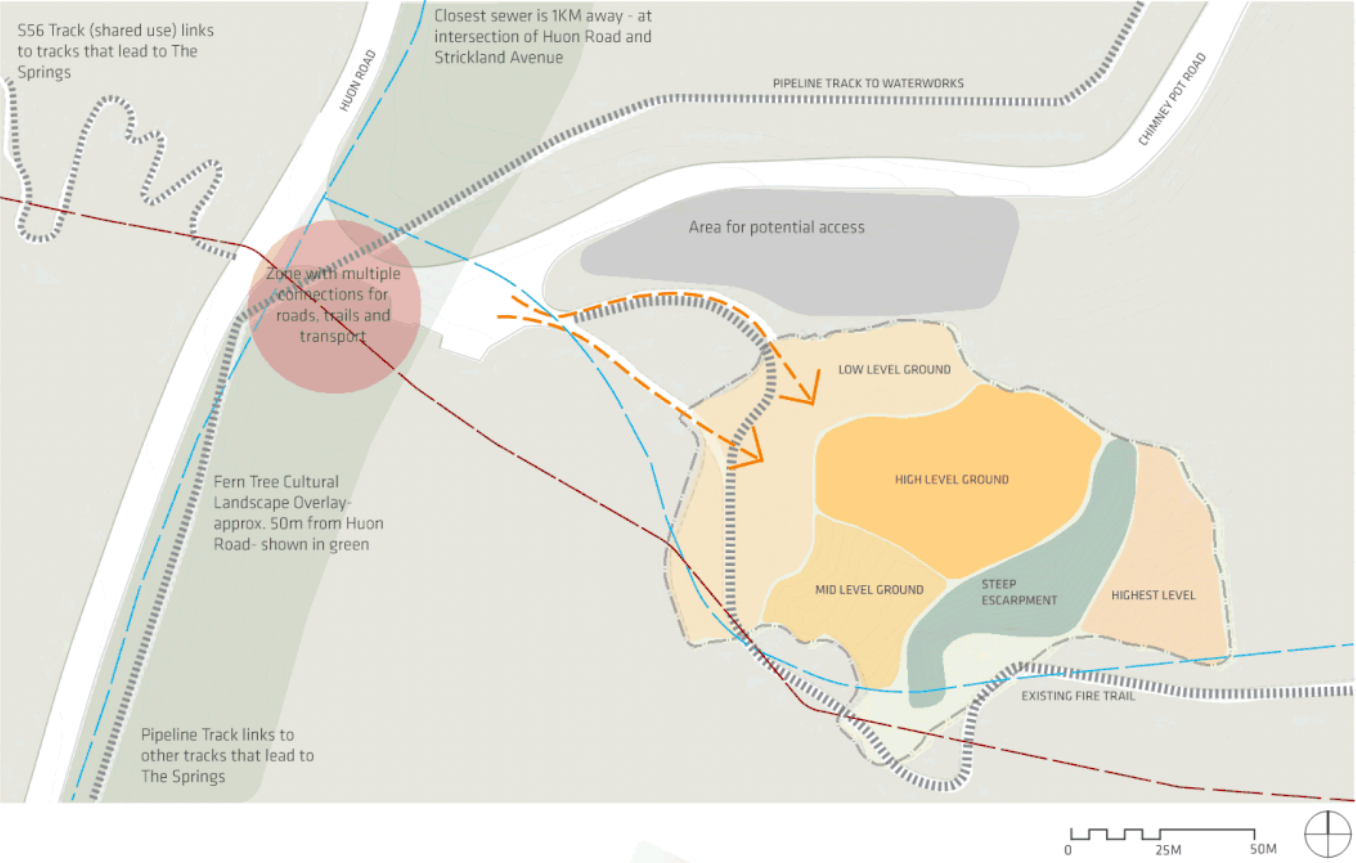 S56 Track (shared use) links
to tracks that lead to The
Springs
HUON ROAD
Closest sewer is 1KM away - at
intersection of Huon Road and
Strickland Avenue
PIPELINE TRACK TO WATERWORKS
CHIMNEY POT ROAD
Area for potential access
Zone with multiple
connections for
roads, trails and
transport
LOW LEVEL GROUND
HIGH LEVEL GROUND
Fern Tree Cultural
Landscape Overlay-
approx. 50m from Huon
Road- shown in green
MID LEVEL GROUND
STEEP
ESCARPMENT
HIGHEST LEVEL
EXISTING FIRE TRAIL
Pipeline Track links to
other tracks that lead to
The Springs
0
25M
50M